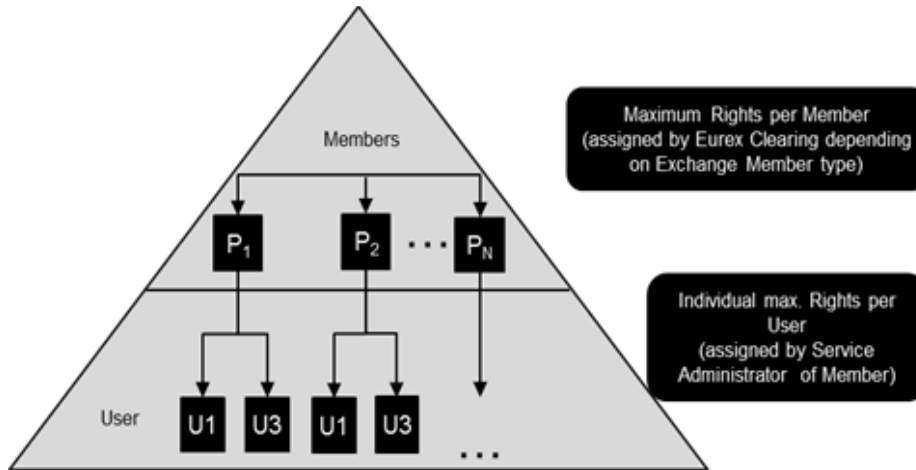 Members
P1
P2
...
PN
User
U1
U3
U1
U3
...
Maximum Rights per Member
(assigned by Eurex Clearing depending
on Exchange Member type)
Individual max. Rights per
User
(assigned by Service
Administrator of Member)